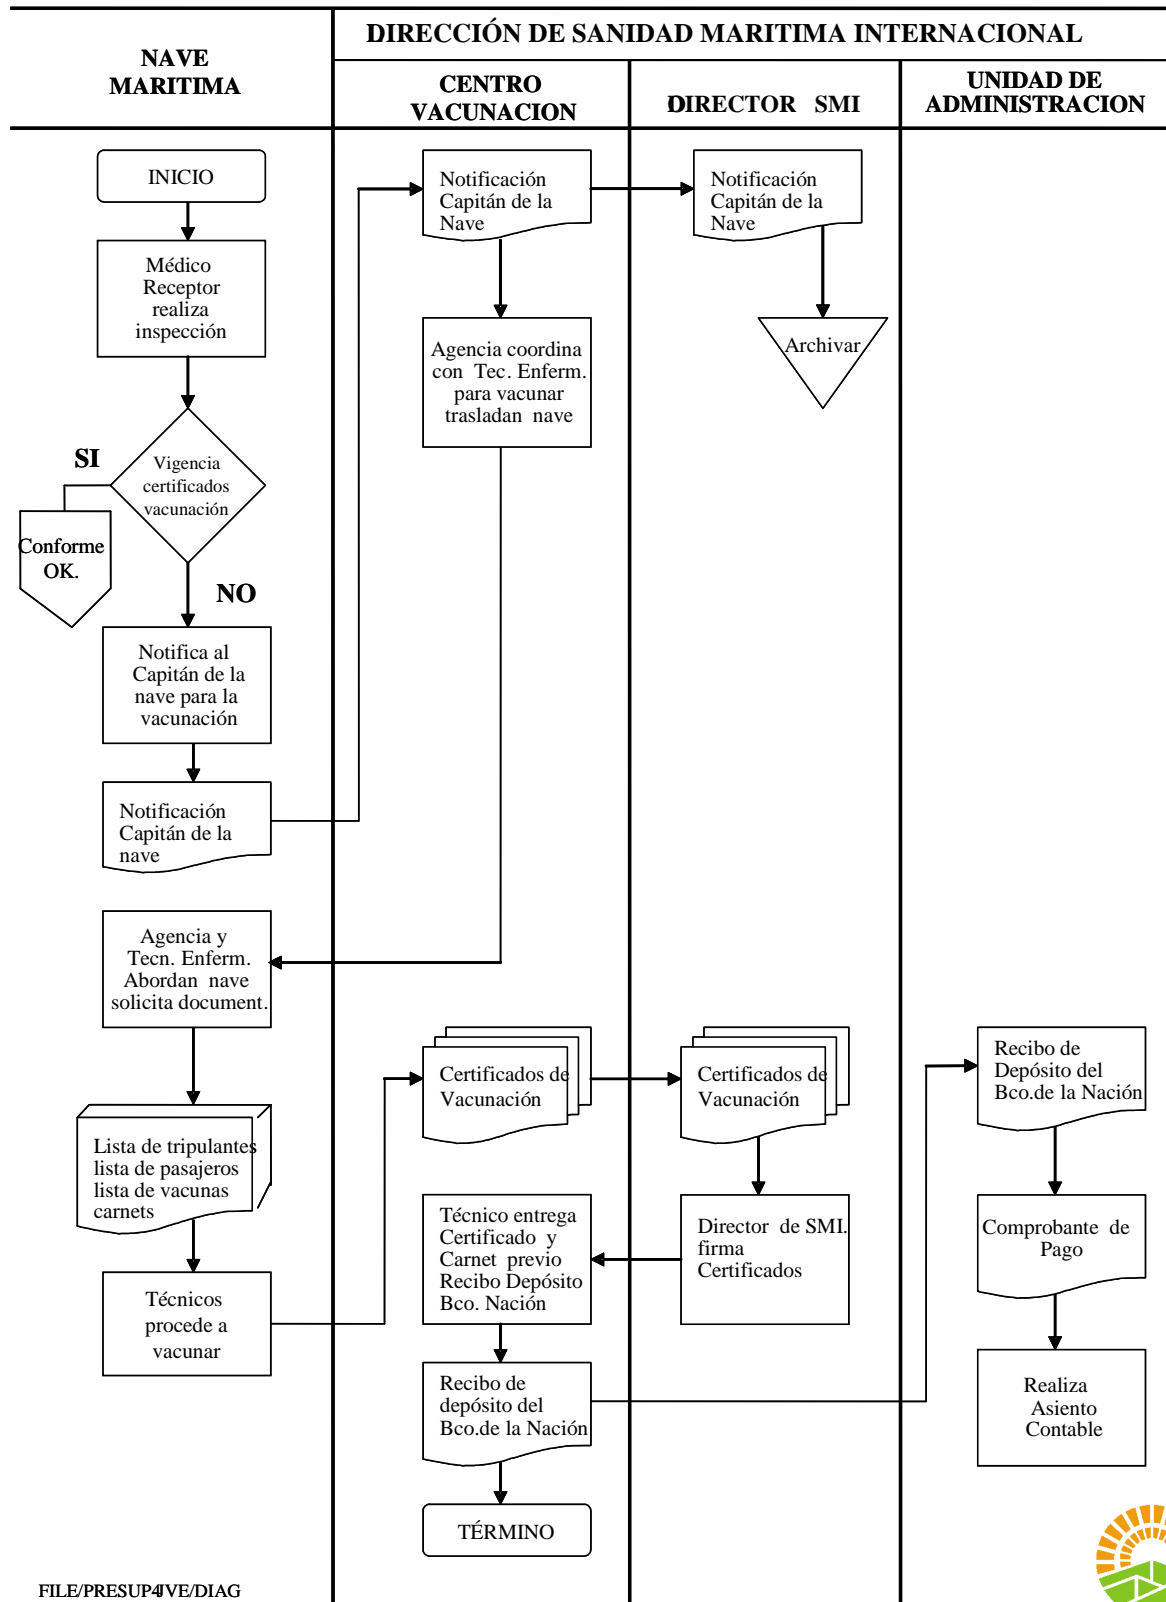 DIRECCIÓN DE SANIDAD MARITIMA INTERNACIONAL
NAVE
MARITIMA
CENTRO
VACUNACION
DIRECTOR SMI
UNIDAD DE
ADMINISTRACION
INICIO
Médico
Receptor
realiza
inspección
SI
Vigencia
certificados
vacunación
Conforme
OK.
NO
Notifica al
Capitán de la
nave para la
vacunación
Notificación
Capitán de la
nave
Notificación
Capitán de la
Nave
Notificación
Capitán de la
Nave
Archivar
Agencia coordina
con Tec. Enferm.
para vacunar
trasladan nave
Agencia y
Tecn. Enferm.
Abordan nave
solicita document.
Lista de tripulantes
lista de pasajeros
lista de vacunas
carnets
Técnicos
procede a
vacunar
Certificados de
Vacunación
Certificados de
Vacunación
Director de SMI.
firma
Certificados
Técnico entrega
Certificado y
Carnet previo
Recibo Depósito
Bco. Nación
Recibo de
depósito del
Bco.de la Nación
TÉRMINO
Recibo de
Depósito del
Bco.de la Nación
Comprobante de
Pago
Realiza
Asiento
Contable
FILE/PRESUP4/JVE/DIAG